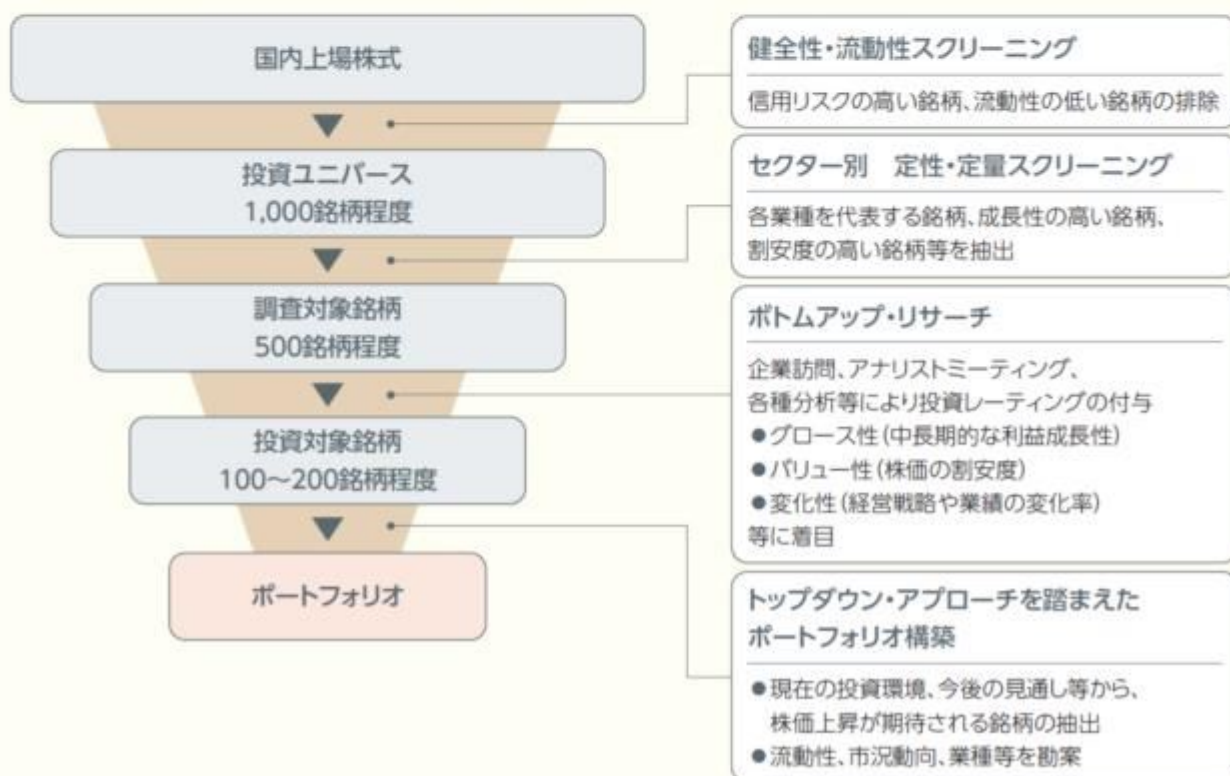 国内上場株式
投資ユニバース
1,000銘柄程度
調査対象銘柄
500銘柄程度
投資対象銘柄
100〜200銘柄程度
ポートフォリオ
健全性・流動性スクリーニング
信用リスクの高い銘柄、流動性の低い銘柄の排除
セクター別　定性・定量スクリーニング
各業種を代表する銘柄、成長性の高い銘柄、
割安度の高い銘柄等を抽出
ボトムアップ・リサーチ
企業訪問、アナリストミーティング、
各種分析等により投資レーティングの付与
●グロース性(中長期的な利益成長性)
●バリュー性(株価の割安度)
●変化性(経営戦略や業績の変化率)
等に着目
トップダウン・アプローチを踏まえた
ポートフォリオ構築
●現在の投資環境、今後の見通し等から、
株価上昇が期待される銘柄の抽出
●流動性、市況動向、業種等を勘案